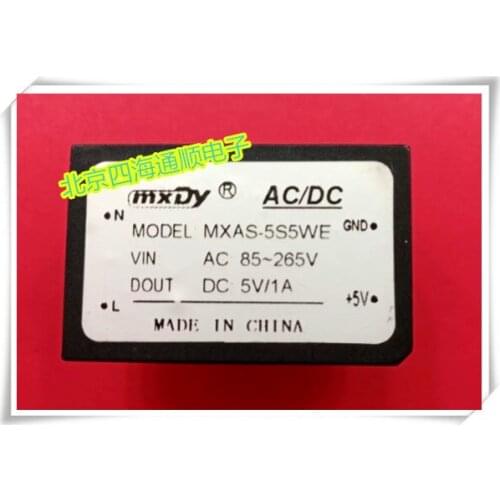 北京四海通顺电子
mxDy ® AC/DC
N
MODEL MXAS-5S5WE
GND
VIN AC 85~265V
DOUT DC 5V/1A
L
+5V
MADE IN CHINA